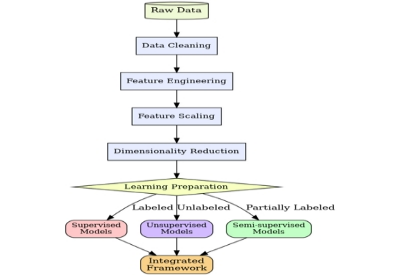 Raw Data
Data Cleaning
Feature Engineering
Feature Scaling
Dimensionality Reduction
Learning Preparation
Labeled Unlabeled Partially Labeled
Supervised
Models
Unsupervised
Models
Semi-supervised
Models
Integrated
Framework